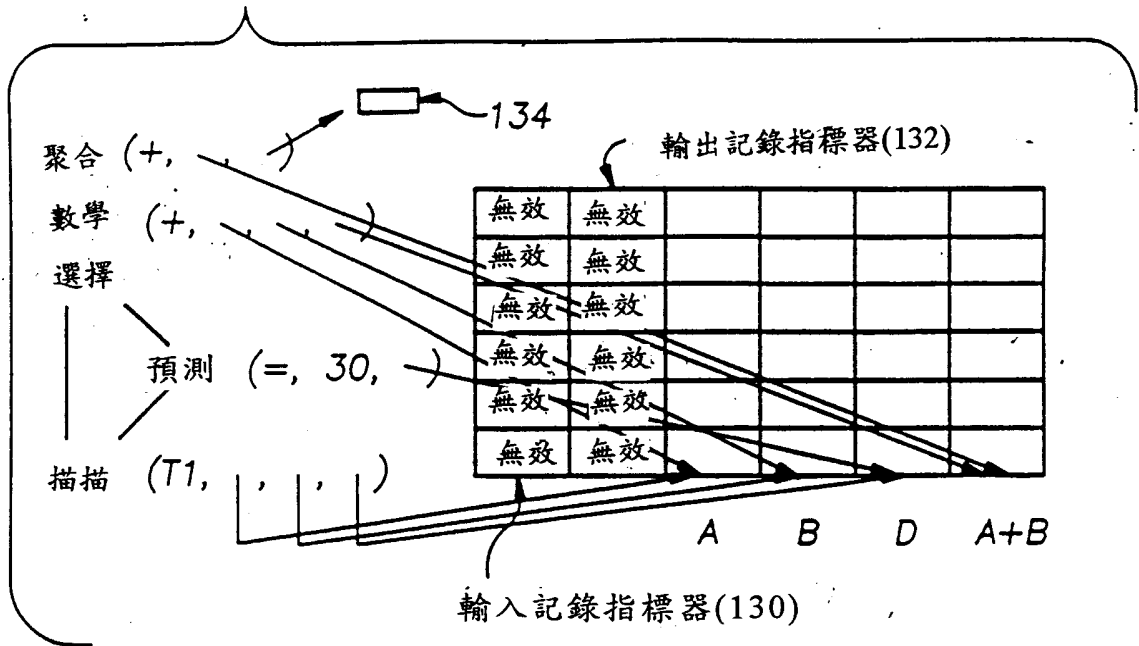 134
聚合 (+, , )
輸出記錄指標器(132)
數學 (+, , , )
無效 無效
選擇
無效 無效
無效 無效
預測 (=, 30, )
無效 無效
無效 無效
描描 (T1, , , )
無效 無效
A B D A+B
輸入記錄指標器(130)